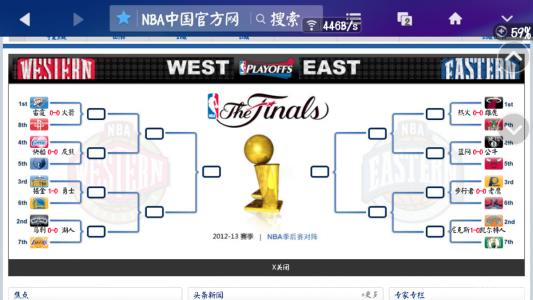 NBA中国官方网 搜索
446B/s
59%
WESTERN WEST PLAYOFFS EAST EASTERN
The Finals
1st
雷霆 0-0 火箭
8th
4th
快船 0-0 灰熊
5th
3rd
掘金 1-0 勇士
6th
2nd
马刺 0-0 湖人
7th
1st
热火 0-0 雄鹿
8th
4th
篮网 0-0 公牛
5th
3rd
步行者 0-0 老鹰
6th
2nd
尼克斯 1-0 凯尔特人
7th
2012-13 赛季 | NBA季后赛对阵
X关闭
焦点 头条新闻 +更多 专家专栏